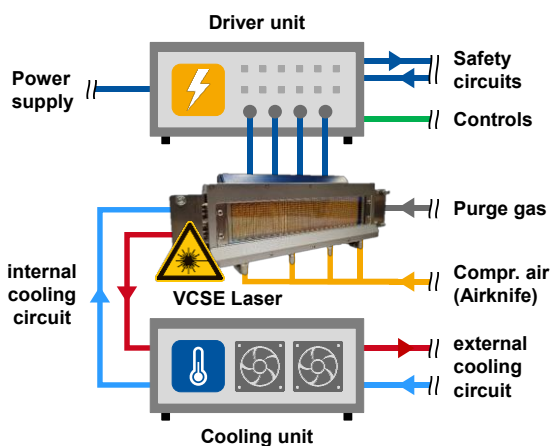 Driver unit
Power
supply
Safety
circuits
Controls
Purge gas
internal
cooling
circuit
VCSE Laser
Compr. air
(Airknife)
external
cooling
circuit
Cooling unit